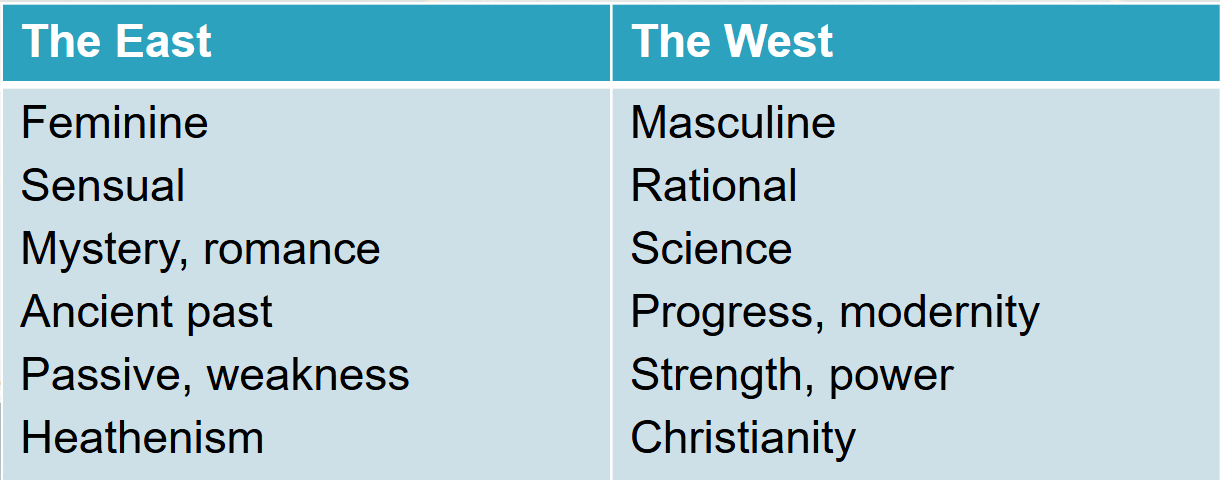 The East
The West
Feminine
Sensual
Mystery, romance
Ancient past
Passive, weakness
Heathenism
Masculine
Rational
Science
Progress, modernity
Strength, power
Christianity